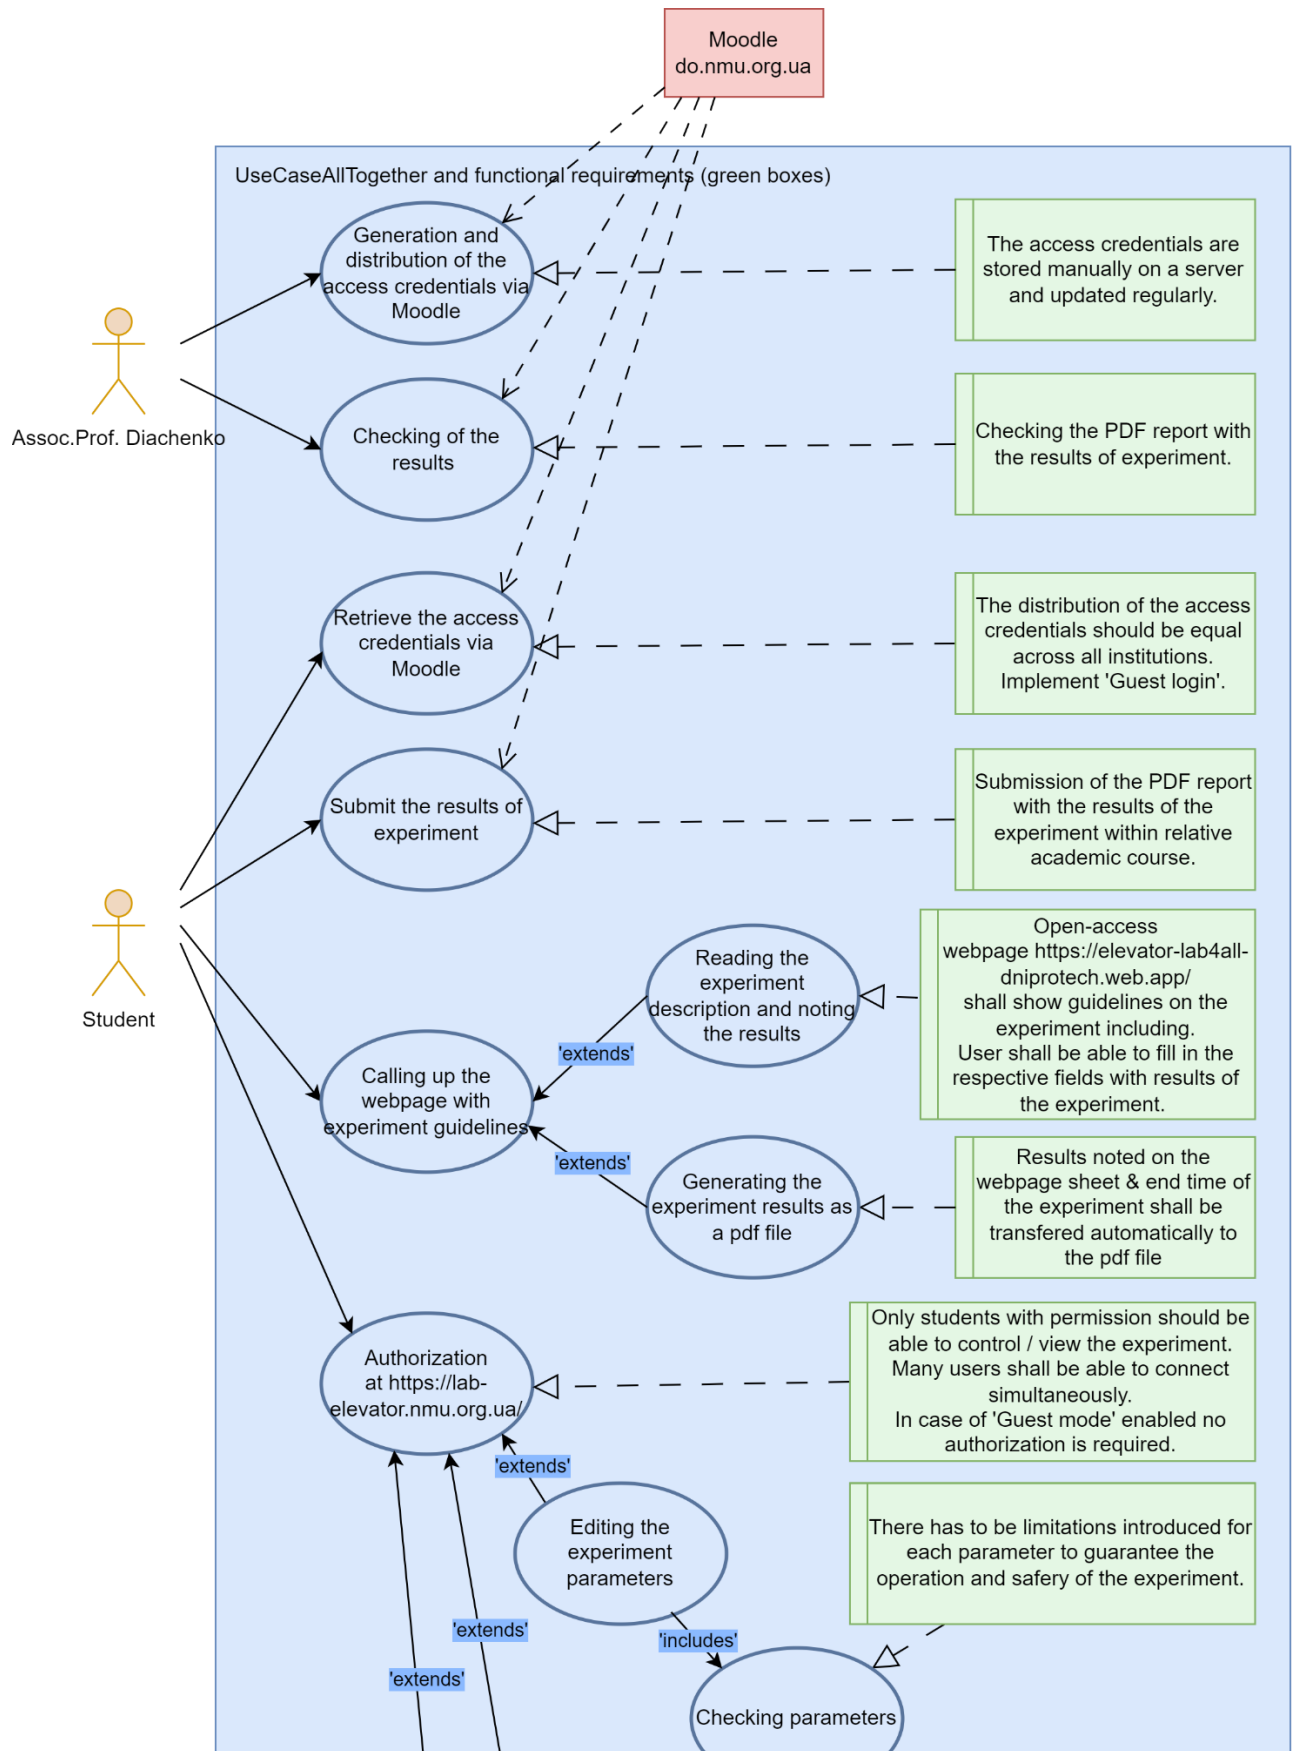 Moodle
do.nmu.org.ua
UseCaseAllTogether and functional requirements (green boxes)
Generation and
distribution of the
access credentials via
Moodle
The access credentials are
stored manually on a server
and updated regularly.
Assoc.Prof. Diachenko
Checking of the
results
Checking the PDF report with
the results of experiment.
Retrieve the access
credentials via
Moodle
The distribution of the access
credentials should be equal
across all institutions.
Implement 'Guest login'.
Submit the results of
experiment
Submission of the PDF report
with the results of the
experiment within relative
academic course.
Student
Reading the
experiment
description and noting
the results
Open-access
webpage https://elevator-lab4all-
dniprotech.web.app/
shall show guidelines on the
experiment including.
User shall be able to fill in the
respective fields with results of
the experiment.
'extends'
Calling up the
webpage with
experiment guidelines
'extends'
Generating the
experiment results as
a pdf file
Results noted on the
webpage sheet & end time of
the experiment shall be
transfered automatically to
the pdf file
Authorization
at https://lab-
elevator.nmu.org.ua/
Only students with permission should be
able to control / view the experiment.
Many users shall be able to connect
simultaneously.
In case of 'Guest mode' enabled no
authorization is required.
'extends'
Editing the
experiment
parameters
There has to be limitations introduced for
each parameter to guarantee the
operation and safery of the experiment.
'extends'
'includes'
'extends'
Checking parameters